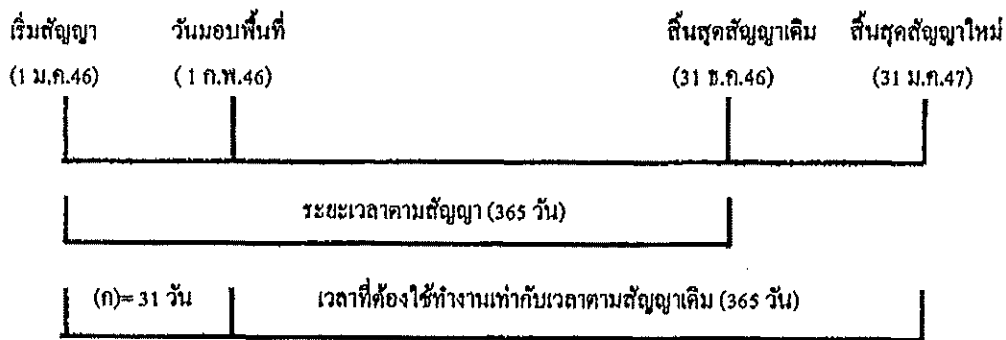 เริ่มสัญญา วันมอบพื้นที่ สิ้นสุดสัญญาเดิม สิ้นสุดสัญญาใหม่
(1 ม.ค.46) (1 ก.พ.46) (31 ธ.ค.46) (31 ม.ค.47)
ระยะเวลาตามสัญญา (365 วัน)
(ก)= 31 วัน เวลาที่ต้องใช้ทำงานเท่ากับเวลาตามสัญญาเดิม (365 วัน)